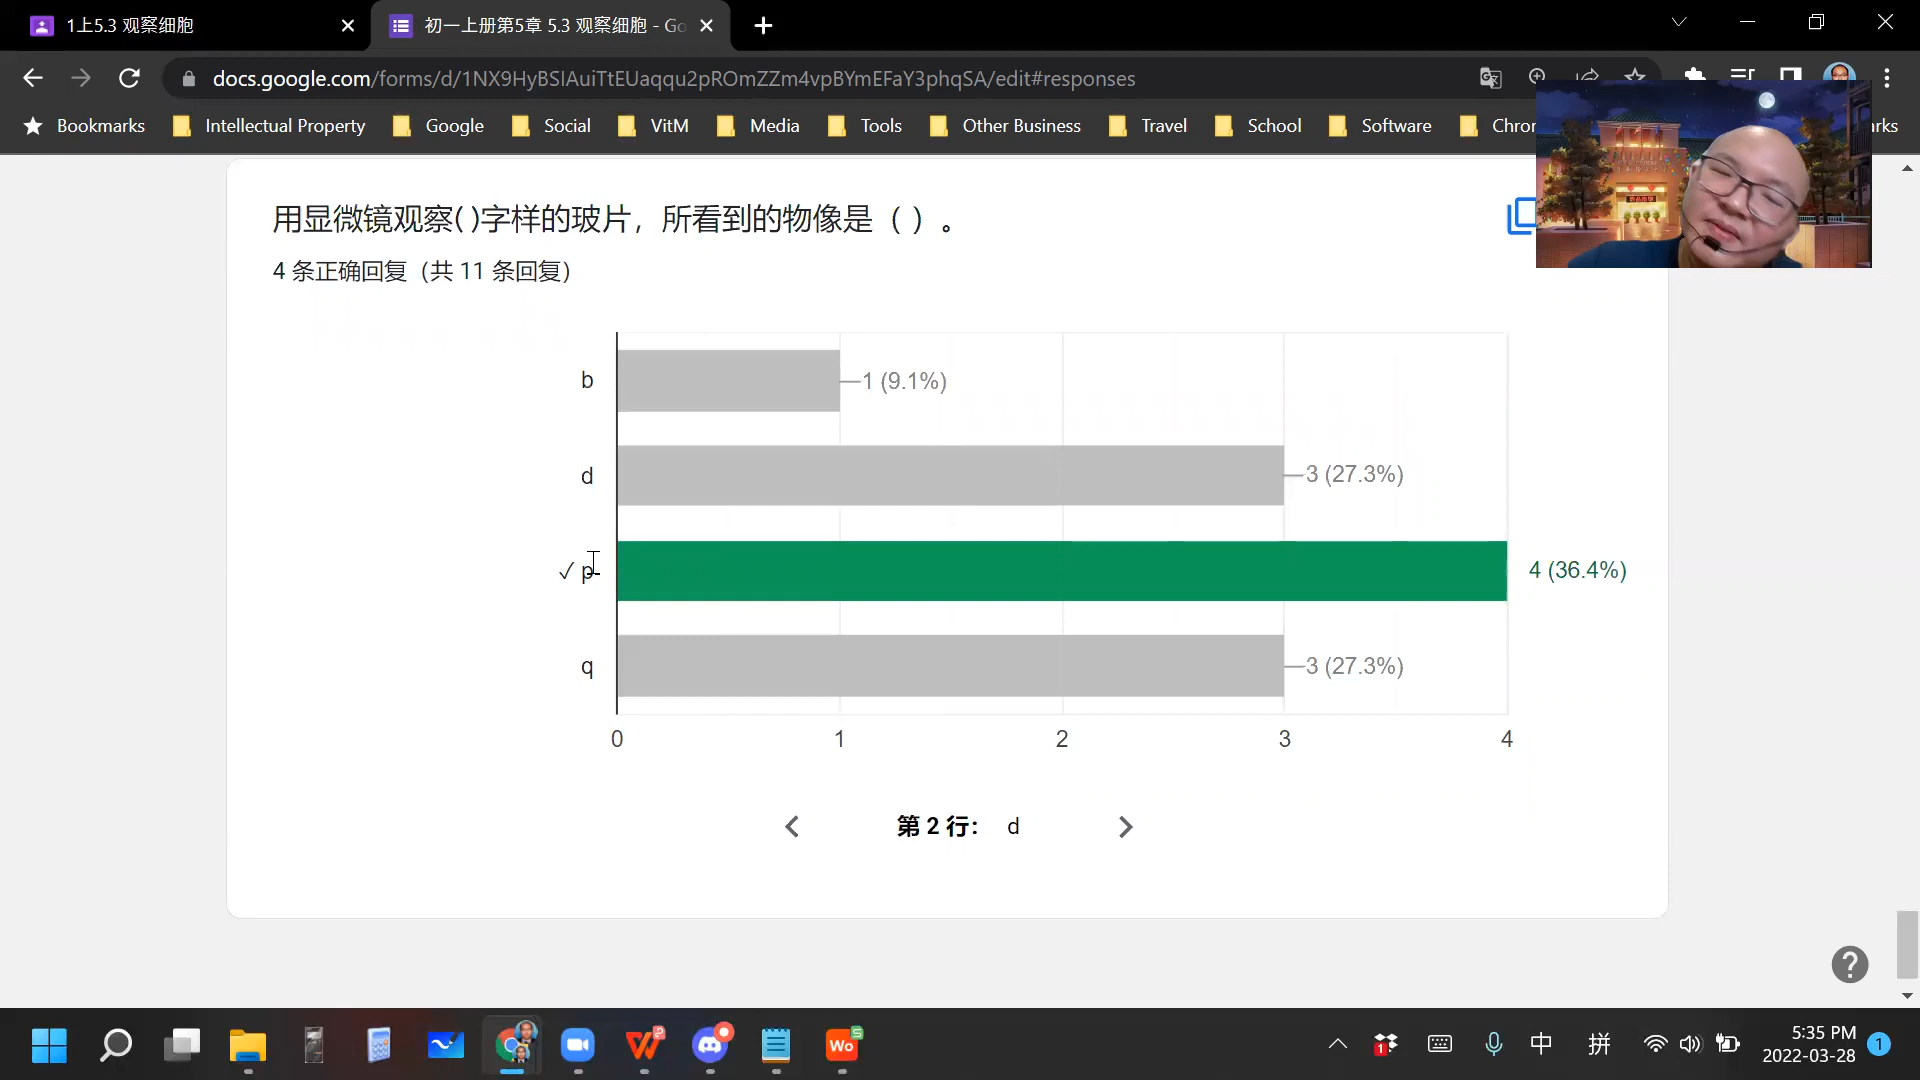 1上5.3 观察细胞
初一上册第5章 5.3 观察细胞 - Go
docs.google.com/forms/d/1NX9HyBSIAuiTtEUaqqu2pROmZZm4vpBYmEFaY3phqSA/edit#responses
Bookmarks
Intellectual Property
Google
Social
VitM
Media
Tools
Other Business
Travel
School
Software
Chro
rks
用显微镜观察( )字样的玻片，所看到的物像是（ ）。
4 条正确回复（共 11 条回复）
b
1 (9.1%)
d
3 (27.3%)
✓ p
4 (36.4%)
q
3 (27.3%)
0 1 2 3 4
第 2 行： d
?
Wo
S
1
中
拼
5:35 PM
2022-03-28
1